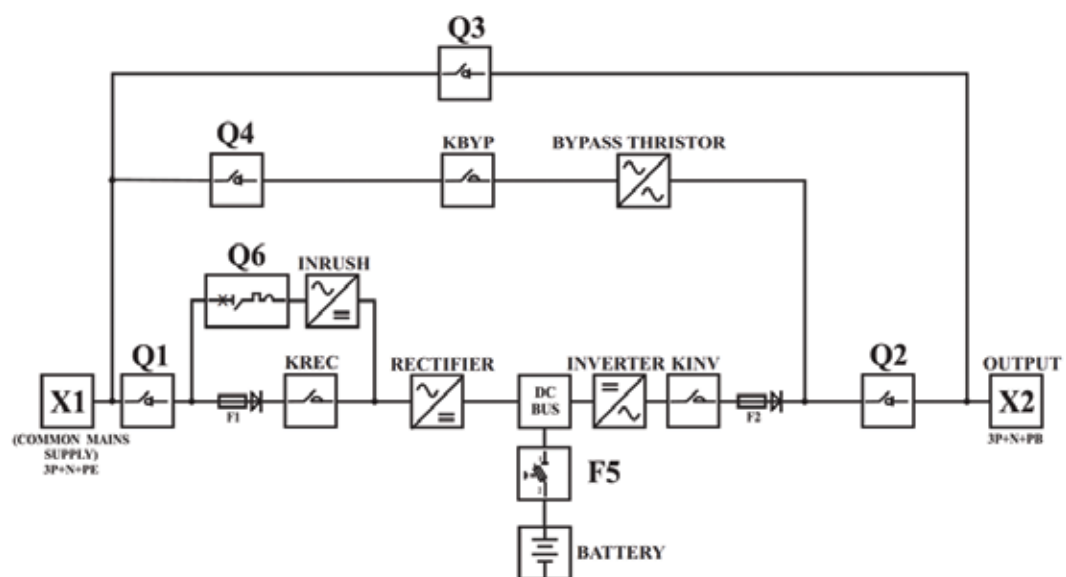 Q3
Q4
KBYP
BYPASS THRISTOR
Q6
INRUSH
Q1
KREC
RECTIFIER
INVERTER
KINV
Q2
OUTPUT
X1
F1
DC
BUS
F2
X2
(COMMON MAINS
SUPPLY)
3P+N+PE
3P+N+PB
F5
BATTERY